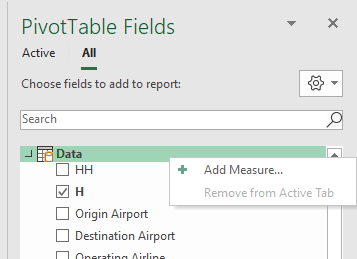 PivotTable Fields
Active All
Choose fields to add to report:
Search
Data
HH
Add Measure...
H
Remove from Active Tab
Origin Airport
Destination Airport
Operating Airline